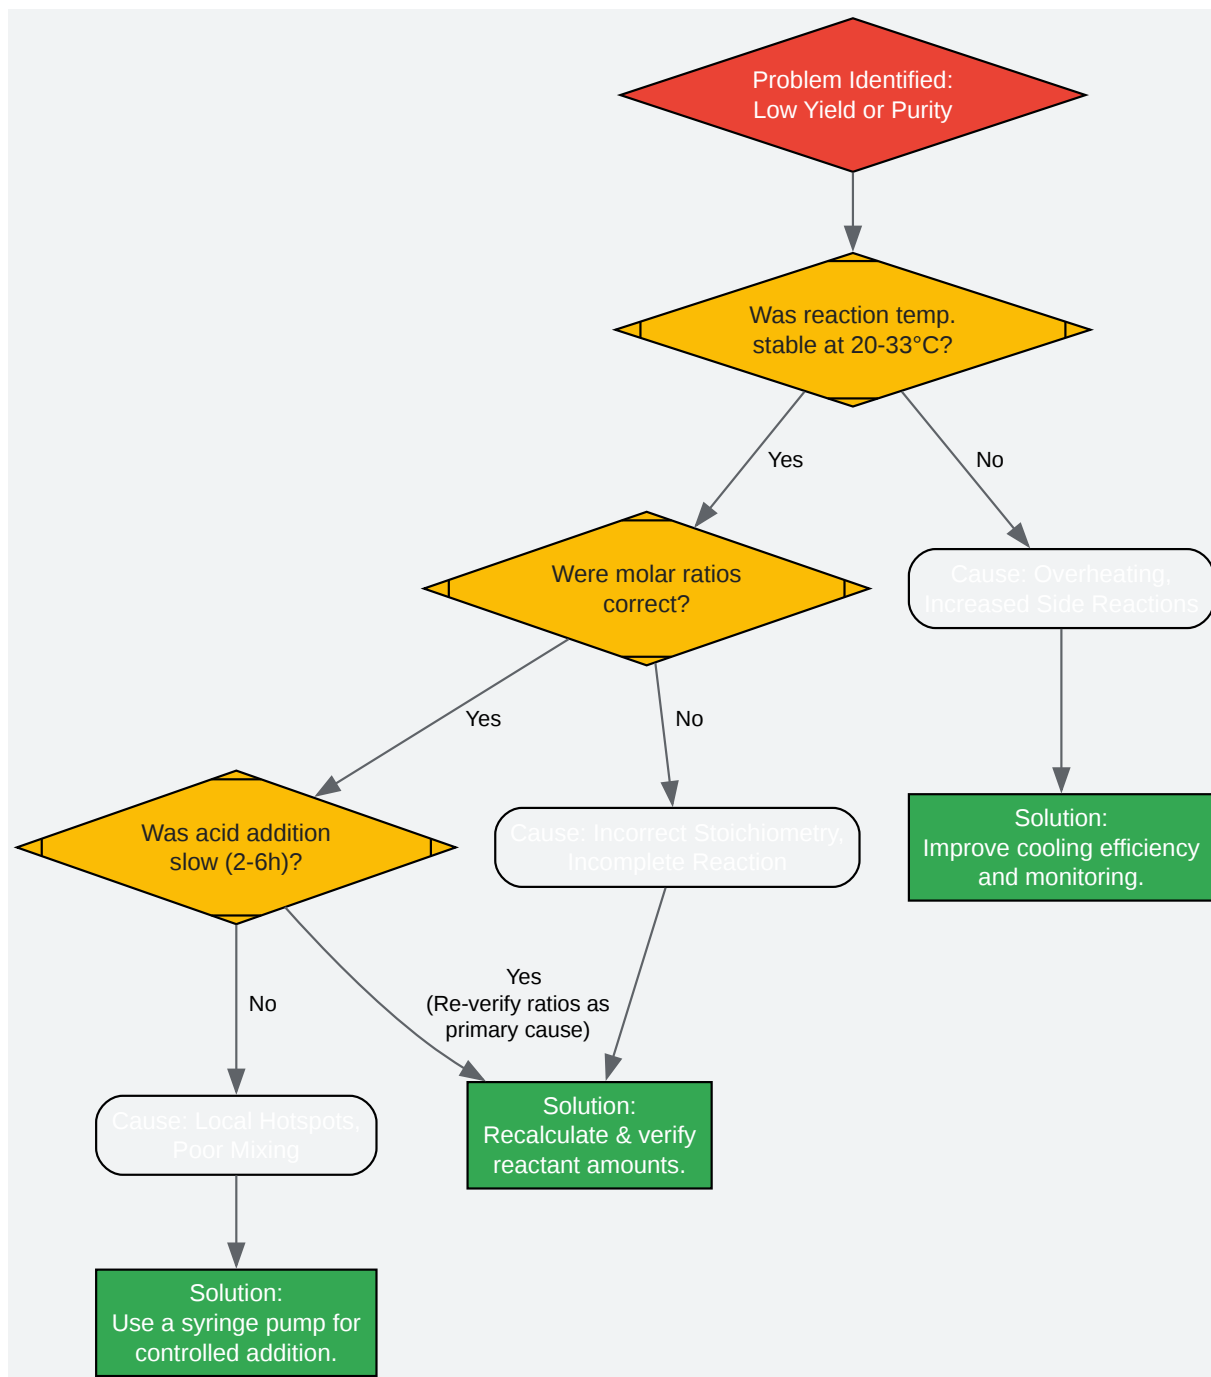 Problem Identified:
Low Yield or Purity
Was reaction temp.
stable at 20-33°C?
Yes
No
Were molar ratios
correct?
Cause: Overheating,
Increased Side Reactions
Yes
No
Was acid addition
slow (2-6h)?
Cause: Incorrect Stoichiometry,
Incomplete Reaction
Solution:
Improve cooling efficiency
and monitoring.
No
Yes
(Re-verify ratios as
primary cause)
Cause: Local Hotspots,
Poor Mixing
Solution:
Recalculate & verify
reactant amounts.
Solution:
Use a syringe pump for
controlled addition.